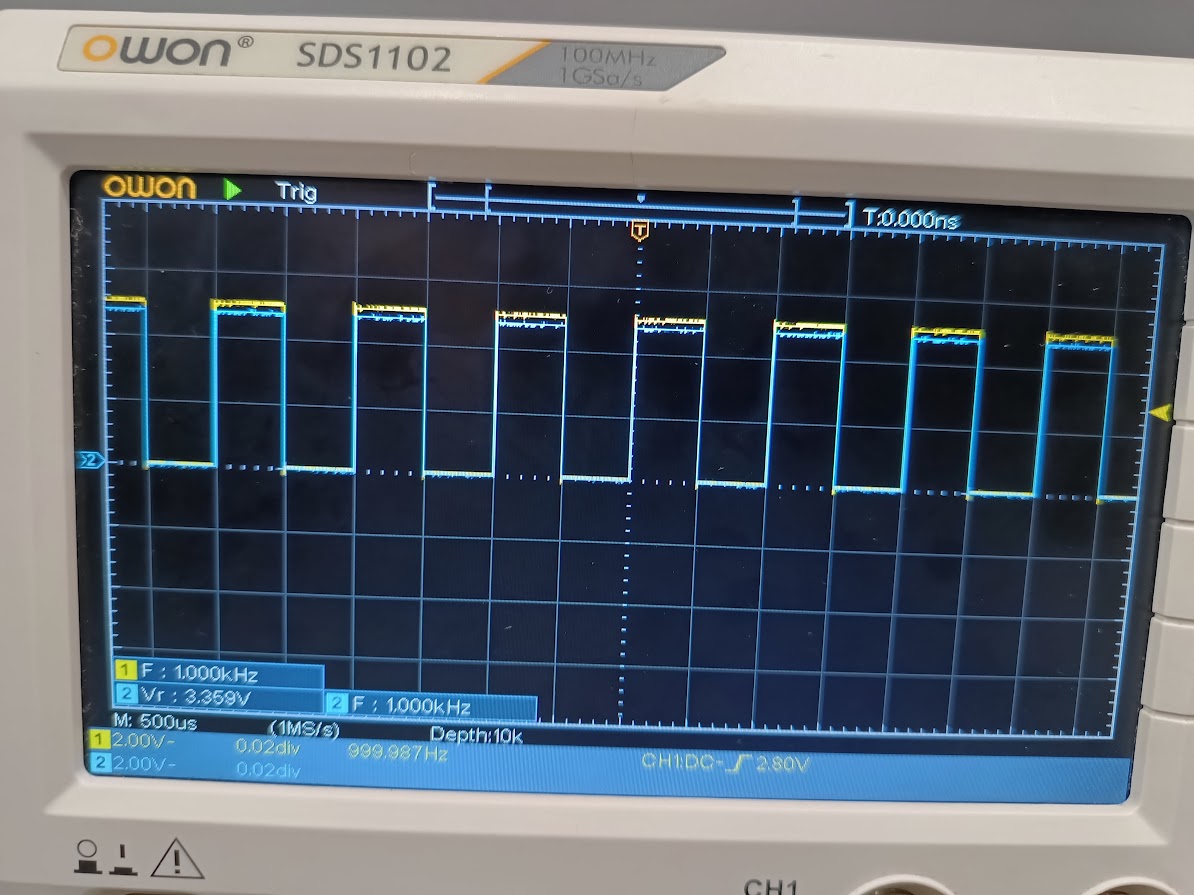 owon® SDS1102 100MHz
1GSa/s
owon Trig T:0.000ns
T
2
1 F : 1.000kHz
2 Vr : 3.359V 2 F : 1.000kHz
M: 500us (1MS/s) Depth:10k
1 2.00V- 0.02div 999.987Hz CH1:DC- 2.80V
2 2.00V- 0.02div
CH1